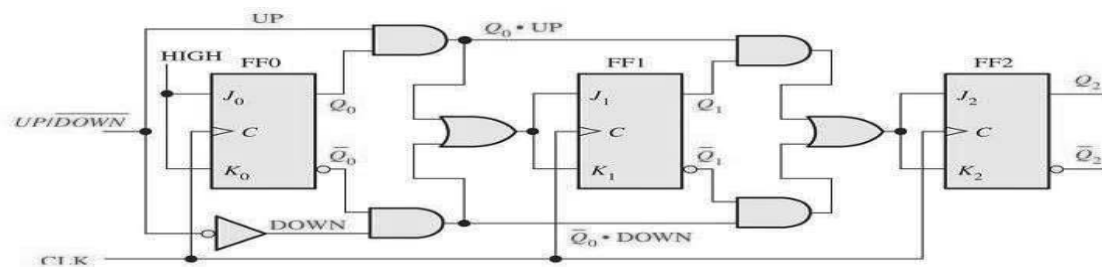 UP
Q₀ • UP
HIGH
FF0
FF1
FF2
J₀
Q₀
J₁
Q₁
J₂
Q₂
UP/D̅O̅W̅N̅
C
C
C
K₀
Q̅₀
K₁
Q̅₁
K₂
Q̅₂
DOWN
Q̅₀ • DOWN
CLK